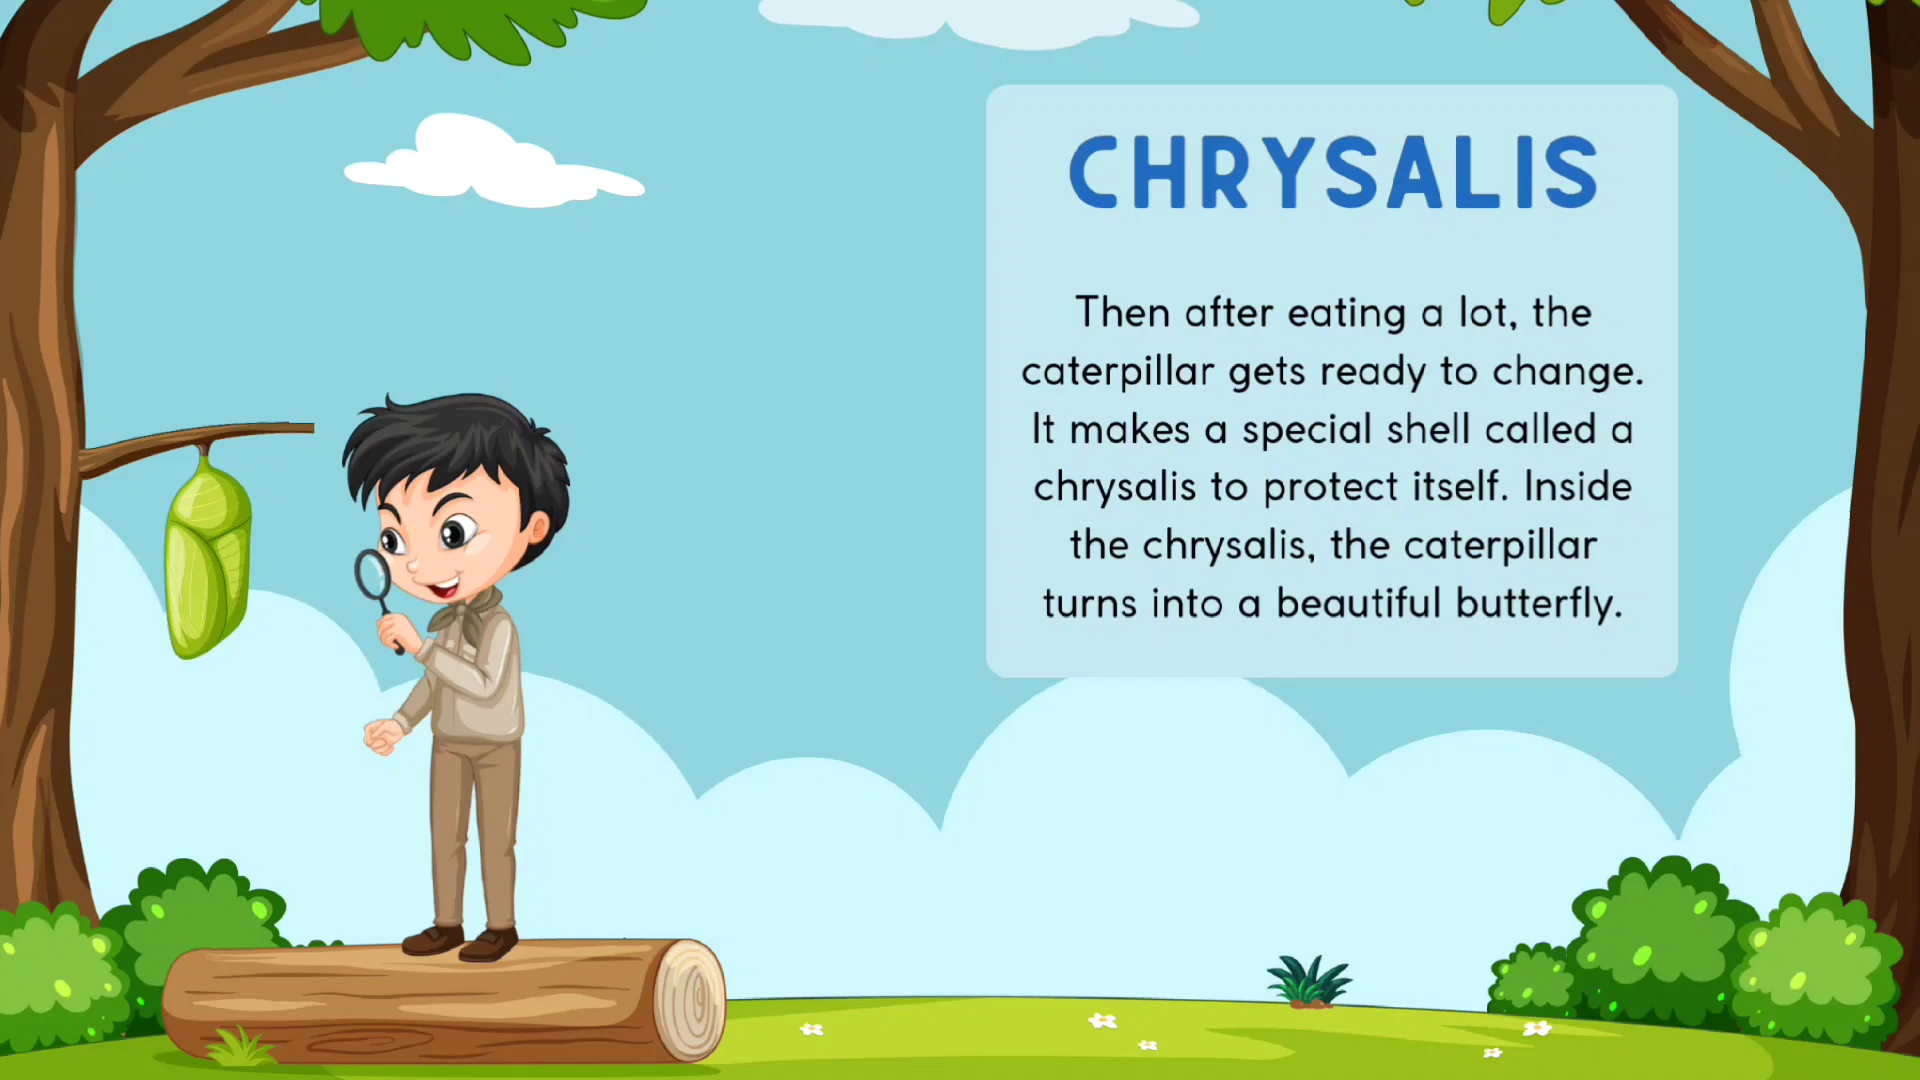 CHRYSALIS
Then after eating a lot, the
caterpillar gets ready to change.
It makes a special shell called a
chrysalis to protect itself. Inside
the chrysalis, the caterpillar
turns into a beautiful butterfly.